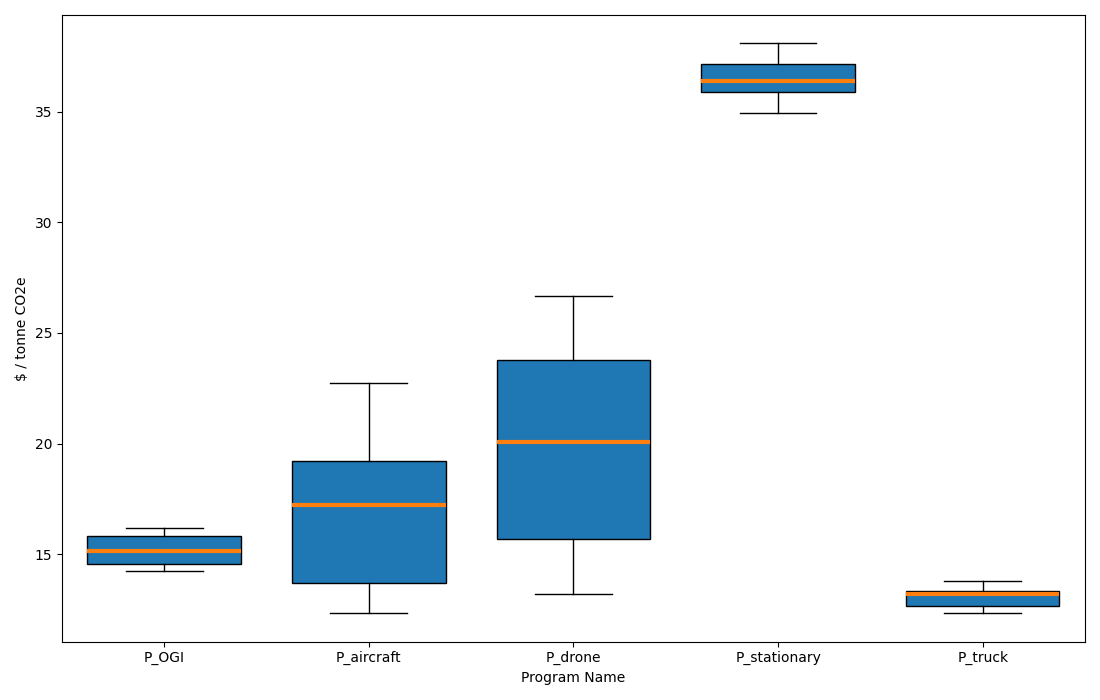 $ / tonne CO2e
35
30
25
20
15
P_OGI P_aircraft P_drone P_stationary P_truck
Program Name